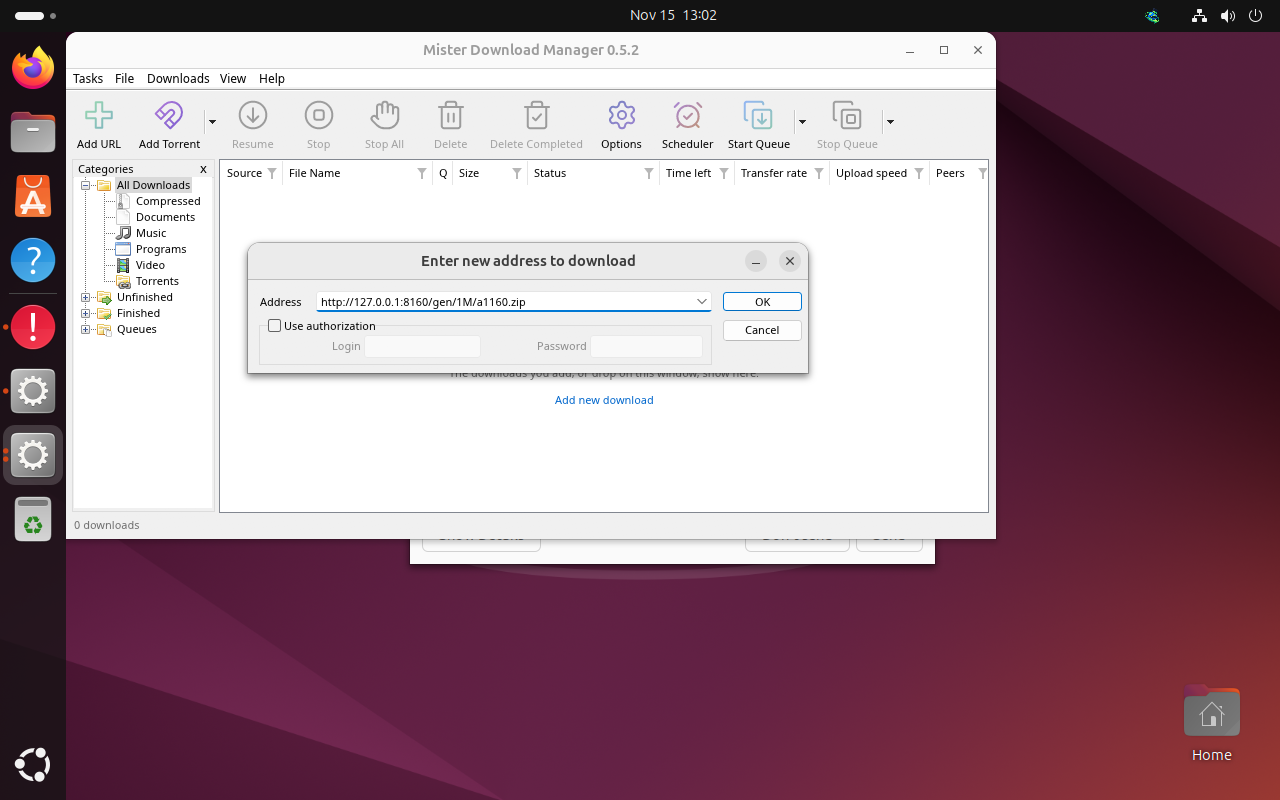 Nov 15 13:02
Mister Download Manager 0.5.2
Tasks File Downloads View Help
Add URL Add Torrent Resume Stop Stop All Delete Delete Completed Options Scheduler Start Queue Stop Queue
Categories x
Source File Name Q Size Status Time left Transfer rate Upload speed Peers
All Downloads
Compressed
Documents
Music
Programs
Video
Torrents
Unfinished
Finished
Queues
Enter new address to download
Address http://127.0.0.1:8160/gen/1M/a1160.zip OK
Use authorization Cancel
Login Password
The downloads you add, or drop on this window, show here.
Add new download
0 downloads
Home